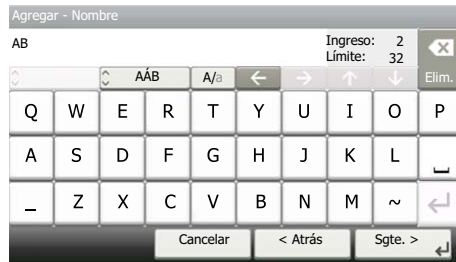 Agregar - Nombre
AB
Ingreso: 2
Límite: 32
AÁB A/a Elim.
Q W E R T Y U I O P
A S D F G H J K L
_ Z X C V B N M ~
Cancelar < Atrás Sgte. >